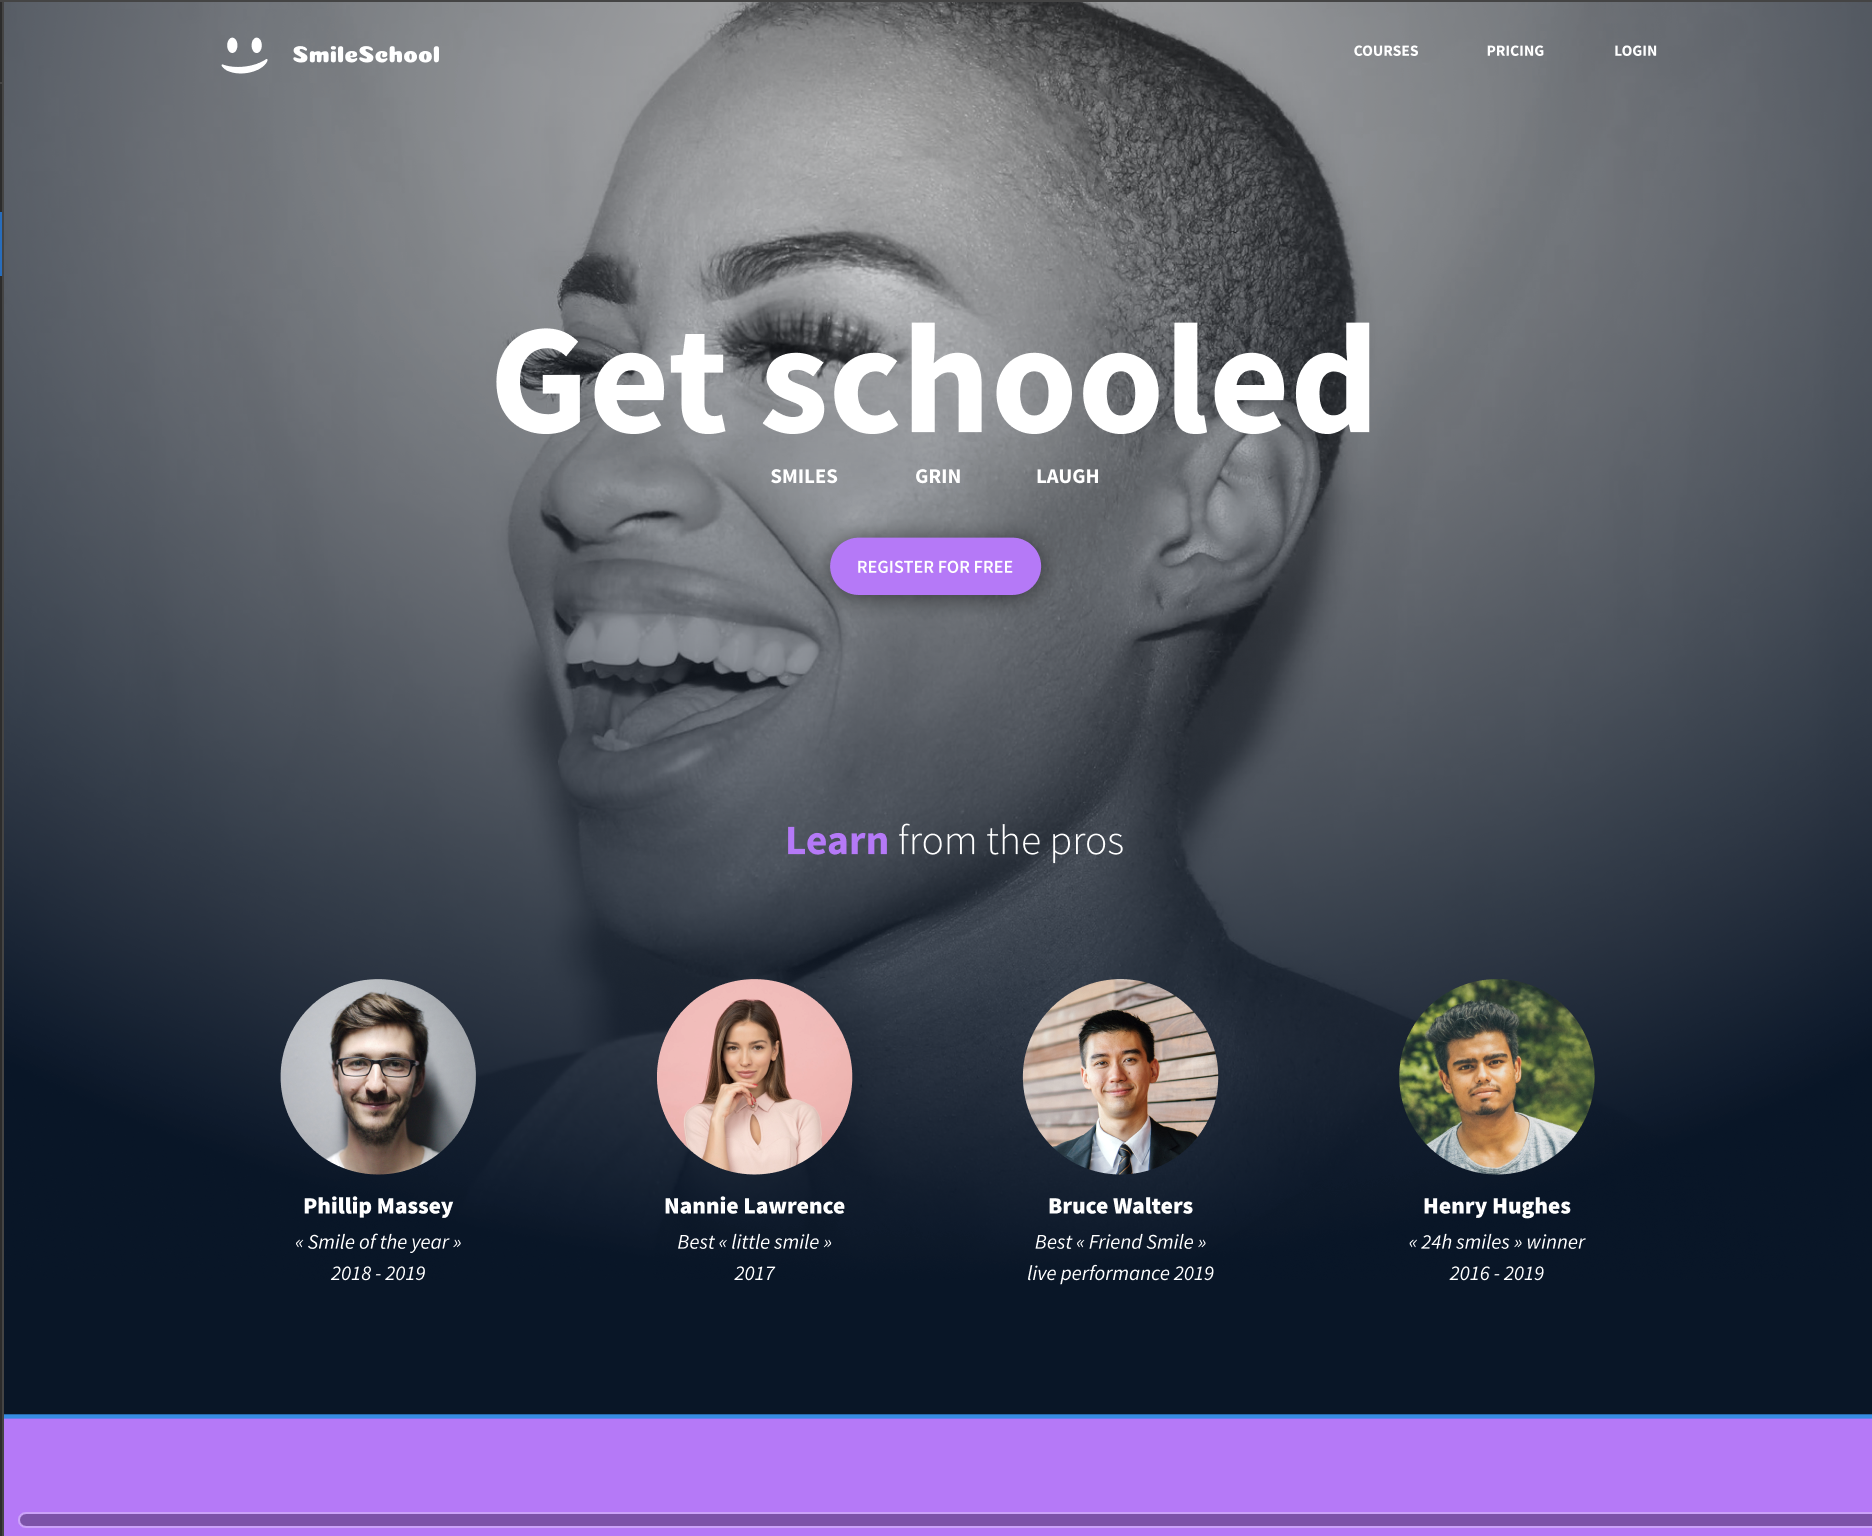 SmileSchool
COURSES
PRICING
LOGIN
Get schooled
SMILES
GRIN
LAUGH
REGISTER FOR FREE
Learn from the pros
Phillip Massey
« Smile of the year »
2018 - 2019
Nannie Lawrence
Best « little smile »
2017
Bruce Walters
Best « Friend Smile »
live performance 2019
Henry Hughes
« 24h smiles » winner
2016 - 2019